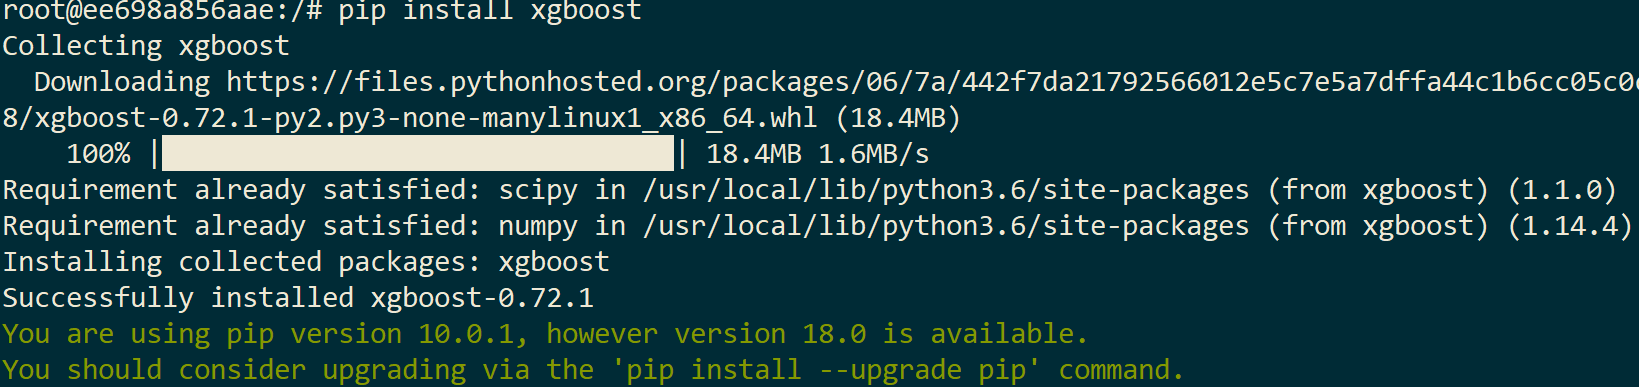 root@ee698a856aae:/# pip install xgboost
Collecting xgboost
  Downloading https://files.pythonhosted.org/packages/06/7a/442f7da21792566012e5c7e5a7dffa44c1b6cc05c0
8/xgboost-0.72.1-py2.py3-none-manylinux1_x86_64.whl (18.4MB)
    100% |████████████████████████████████| 18.4MB 1.6MB/s
Requirement already satisfied: scipy in /usr/local/lib/python3.6/site-packages (from xgboost) (1.1.0)
Requirement already satisfied: numpy in /usr/local/lib/python3.6/site-packages (from xgboost) (1.14.4)
Installing collected packages: xgboost
Successfully installed xgboost-0.72.1
You are using pip version 10.0.1, however version 18.0 is available.
You should consider upgrading via the 'pip install --upgrade pip' command.